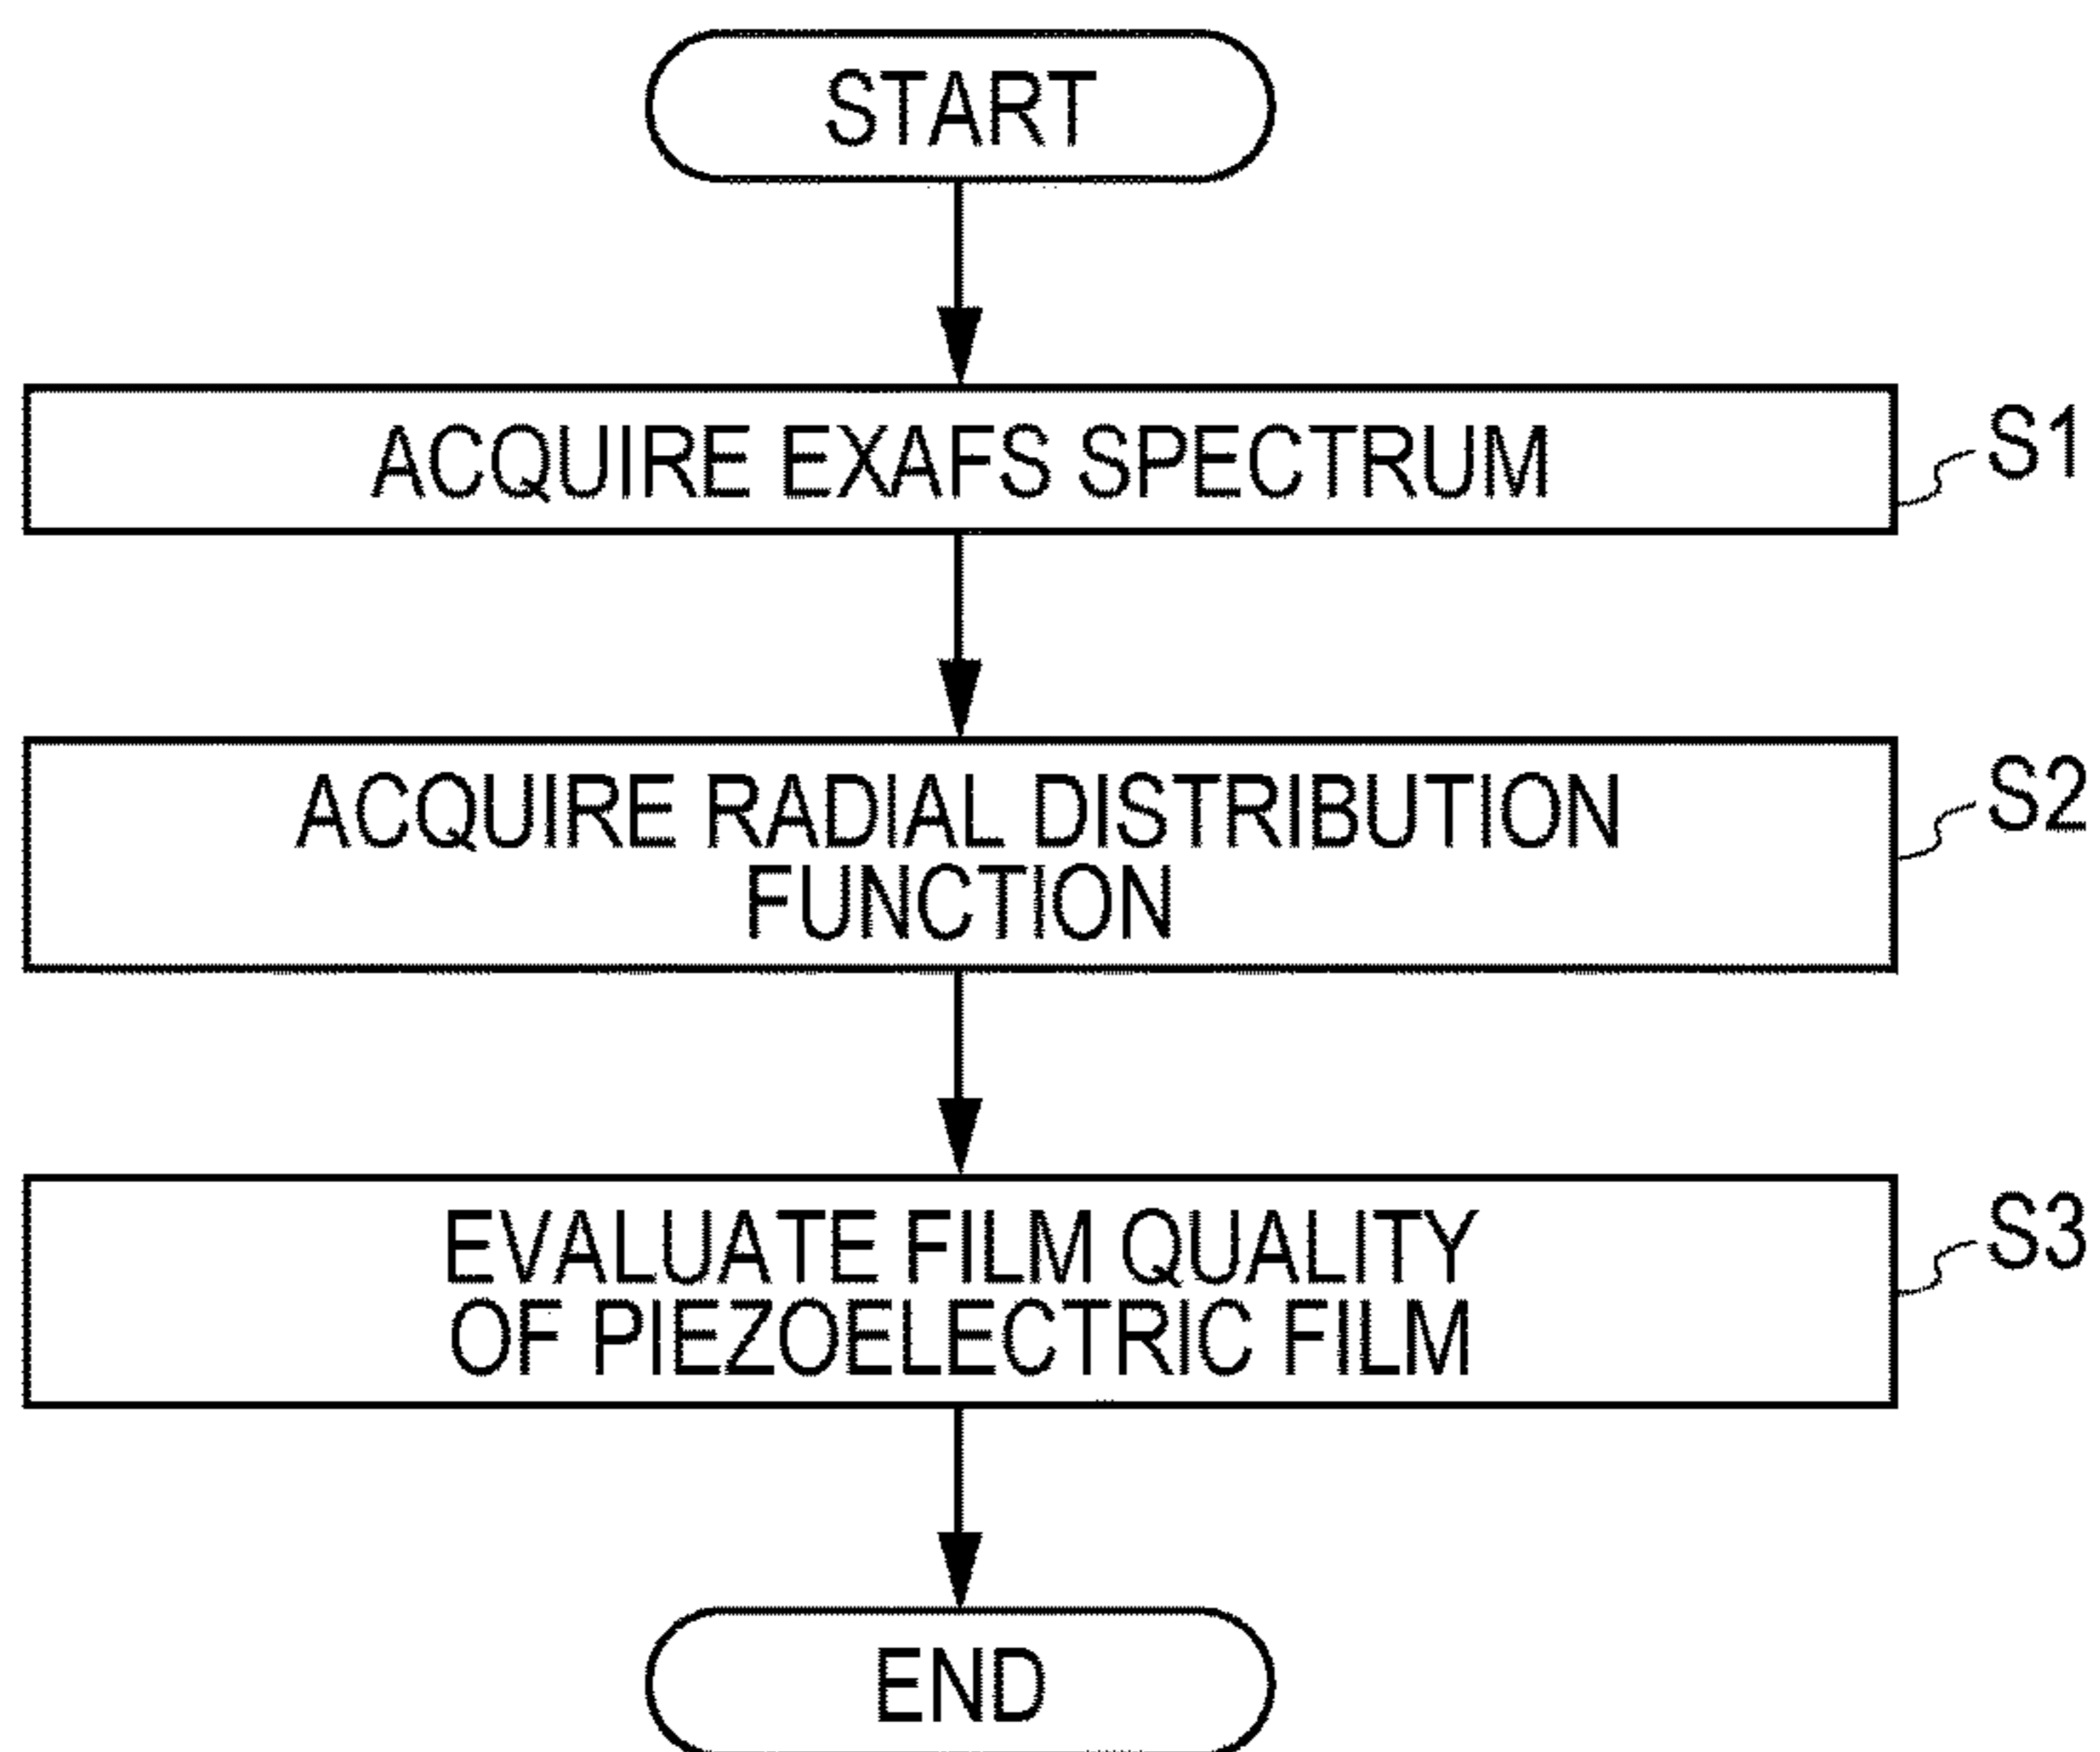 START
ACQUIRE EXAFS SPECTRUM
S1
ACQUIRE RADIAL DISTRIBUTION
FUNCTION
S2
EVALUATE FILM QUALITY
OF PIEZOELECTRIC FILM
S3
END